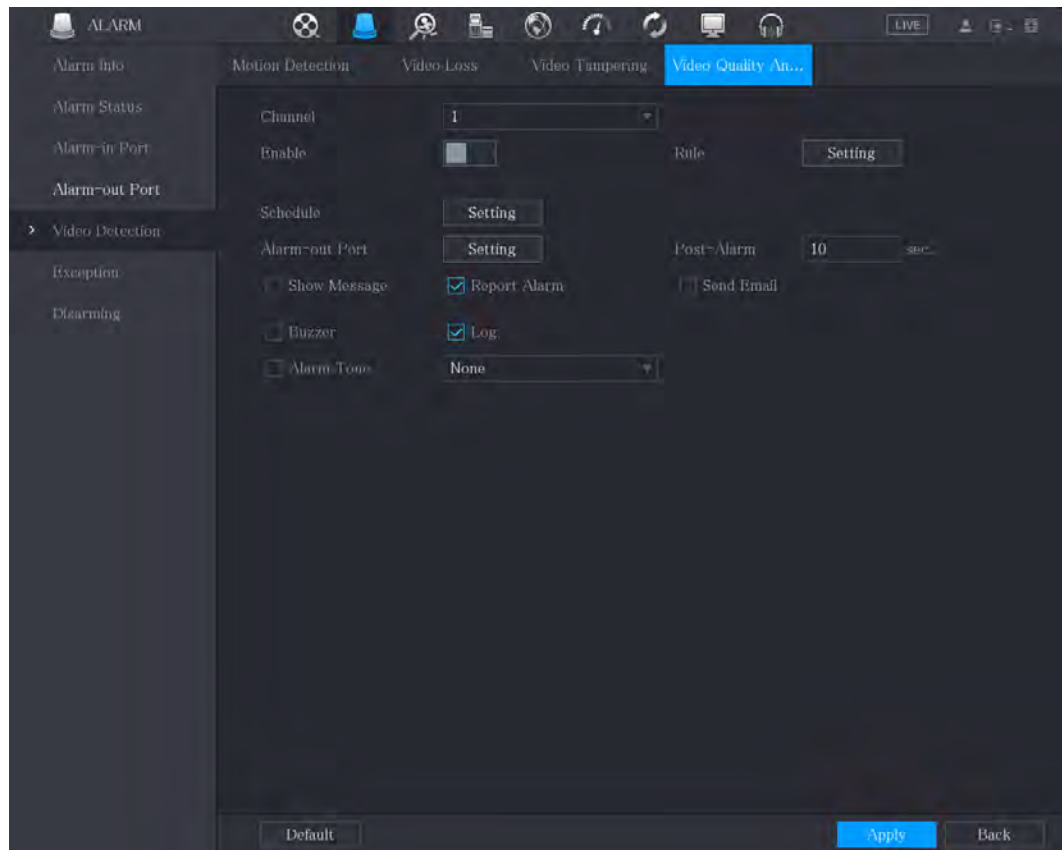 ALARM
LIVE
Alarm Info
Alarm Status
Alarm-in Port
Alarm-out Port
Video Detection
Exception
Disarming
Motion Detection Video Loss Video Tampering Video Quality An...
Channel 1
Enable Rule Setting
Schedule Setting
Alarm-out Port Setting Post-Alarm 10 sec.
Show Message Report Alarm Send Email
Buzzer Log
Alarm Tone None
Default Apply Back